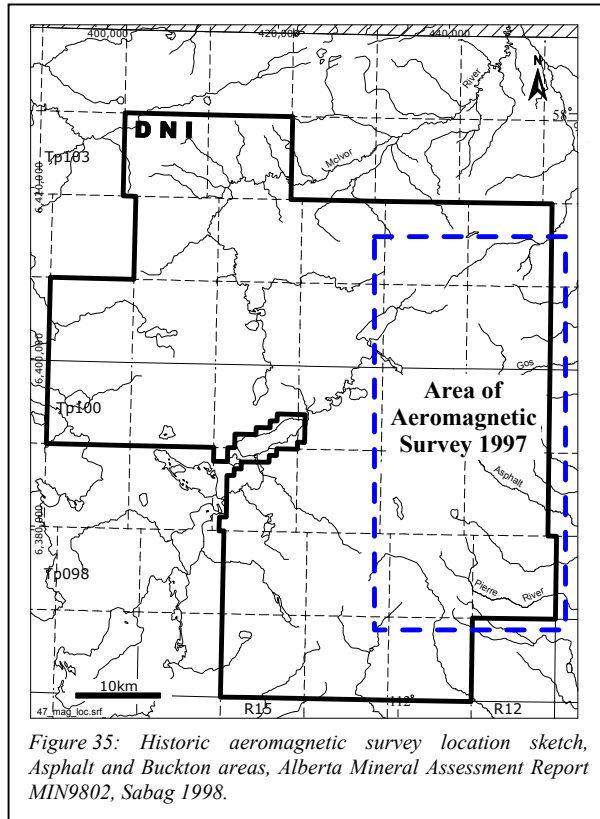 400,000
420,000
440,000
N
58°
River
McIvor
DNI
Tp103
6,420,000
6,400,000
Gos
Area of
Aeromagnetic
Survey 1997
Tp100
Asphalt
6,380,000
Tp098
Pierre River
10km
112°
47_mag_loc.srf
R15
R12
Figure 35: Historic aeromagnetic survey location sketch,
Asphalt and Buckton areas, Alberta Mineral Assessment Report
MIN9802, Sabag 1998.